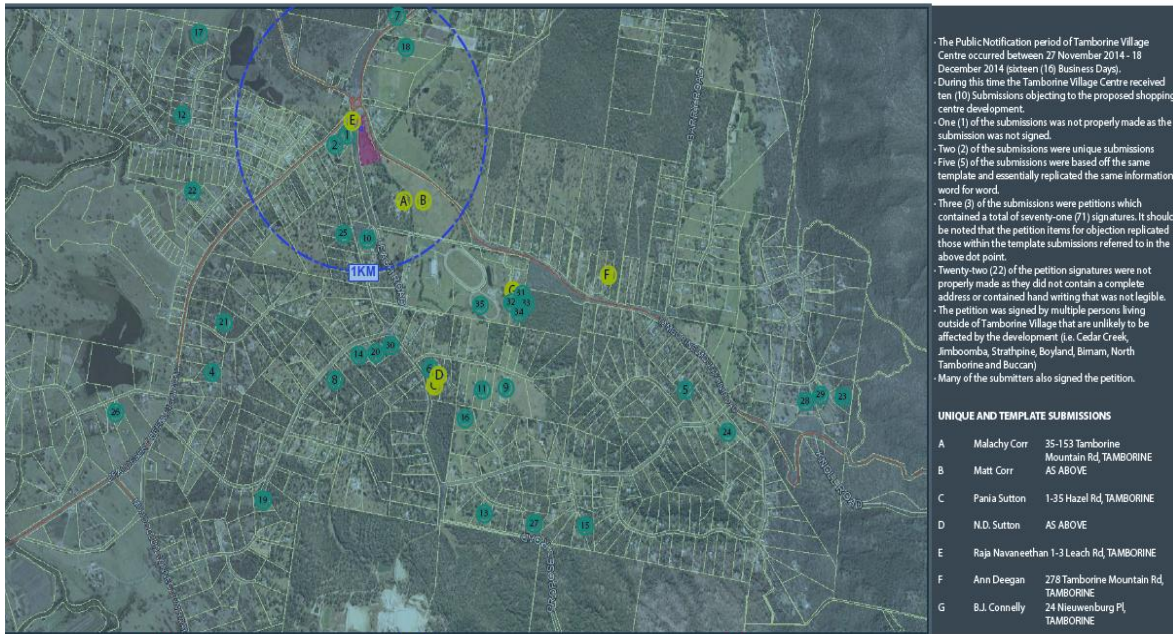 17
7
18
12
E
1
2
22
A B
25
10
1KM
F
G 31
32 33
35
34
21
14 20 30
4
8
D
C
11 9
5
28 29 23
26
16
24
19
13
27 15
· The Public Notification period of Tamborine Village
Centre occurred between 27 November 2014 - 18
December 2014 (sixteen (16) Business Days).
· During this time the Tamborine Village Centre received
ten (10) Submissions objecting to the proposed shopping
centre development.
· One (1) of the submissions was not properly made as the
submission was not signed.
· Two (2) of the submissions were unique submissions
· Five (5) of the submissions were based off the same
template and essentially replicated the same information
word for word.
· Three (3) of the submissions were petitions which
contained a total of seventy-one (71) signatures. It should
be noted that the petition items for objection replicated
those within the template submissions referred to in the
above dot point.
· Twenty-two (22) of the petition signatures were not
properly made as they did not contain a complete
address or contained hand writing that was not legible.
· The petition was signed by multiple persons living
outside of Tamborine Village that are unlikely to be
affected by the development (i.e. Cedar Creek,
Jimboomba, Strathpine, Boyland, Birnam, North
Tamborine and Buccan)
· Many of the submitters also signed the petition.
UNIQUE AND TEMPLATE SUBMISSIONS
A Malachy Corr 35-153 Tamborine
Mountain Rd, TAMBORINE
B Matt Corr AS ABOVE
C Pania Sutton 1-35 Hazel Rd, TAMBORINE
D N.D. Sutton AS ABOVE
E Raja Navaneethan 1-3 Leach Rd, TAMBORINE
F Ann Deegan 278 Tamborine Mountain Rd,
TAMBORINE
G B.J. Connelly 24 Nieuwenburg Pl,
TAMBORINE